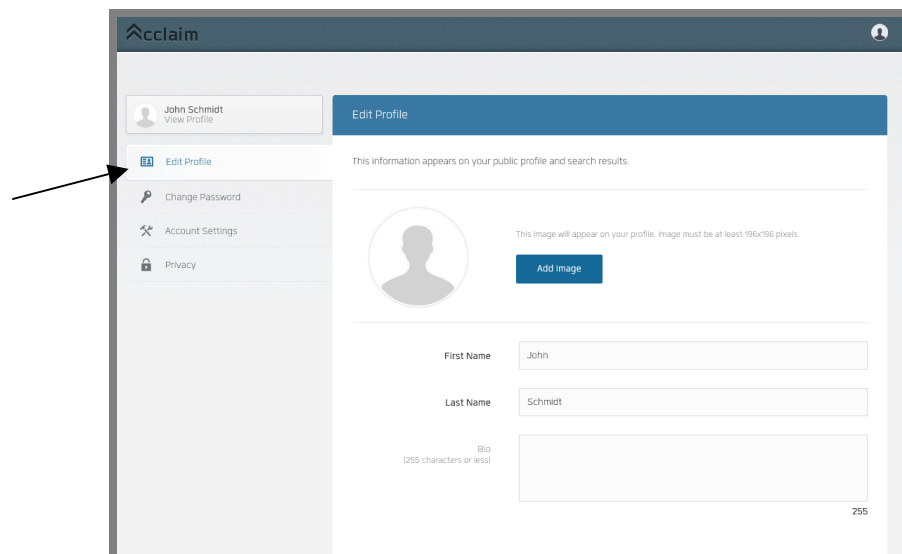 Acclaim
John Schmidt
View Profile
Edit Profile
Change Password
Account Settings
Privacy
Edit Profile
This information appears on your public profile and search results.
This image will appear on your profile. Image must be at least 196x196 pixels.
Add Image
First Name
John
Last Name
Schmidt
Bio
(255 characters or less)
255